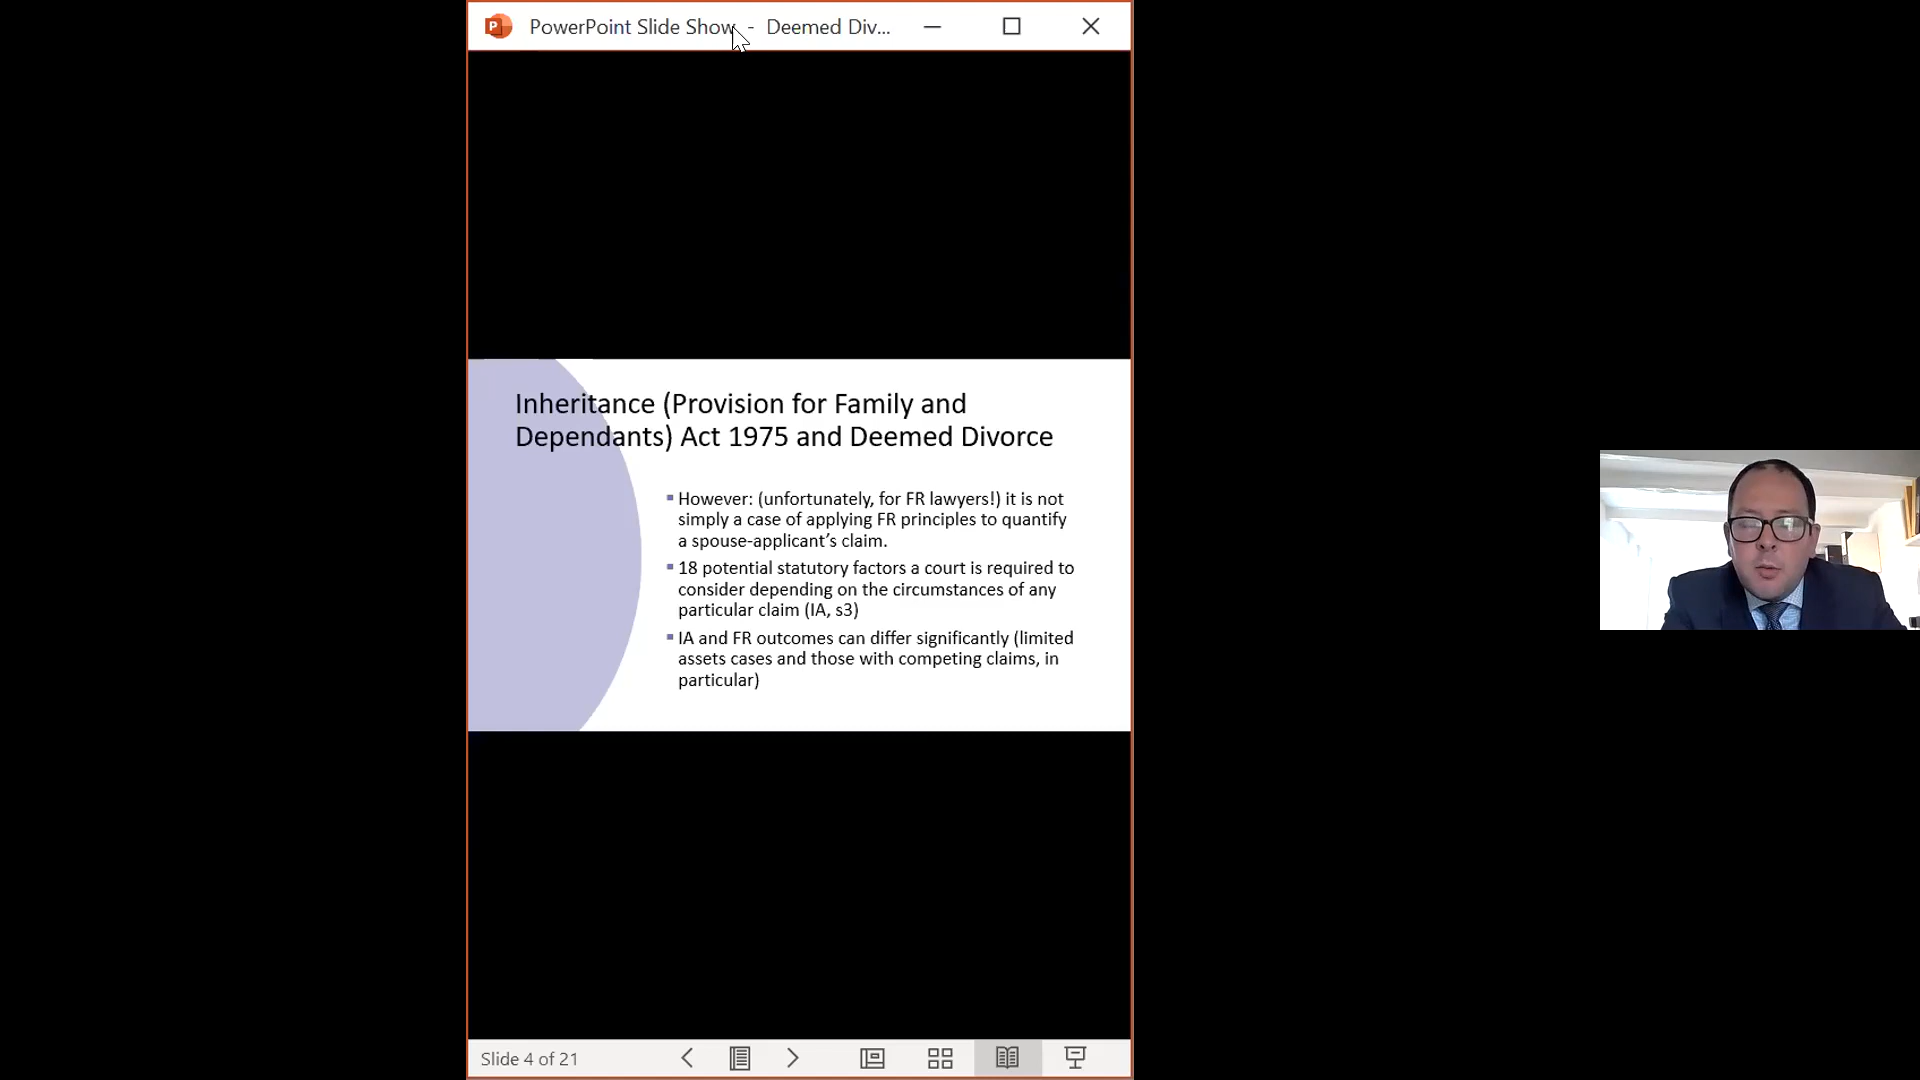 PowerPoint Slide Show - Deemed Div...
Inheritance (Provision for Family and
Dependants) Act 1975 and Deemed Divorce
However: (unfortunately, for FR lawyers!) it is not
simply a case of applying FR principles to quantify
a spouse-applicant’s claim.
18 potential statutory factors a court is required to
consider depending on the circumstances of any
particular claim (IA, s3)
IA and FR outcomes can differ significantly (limited
assets cases and those with competing claims, in
particular)
Slide 4 of 21